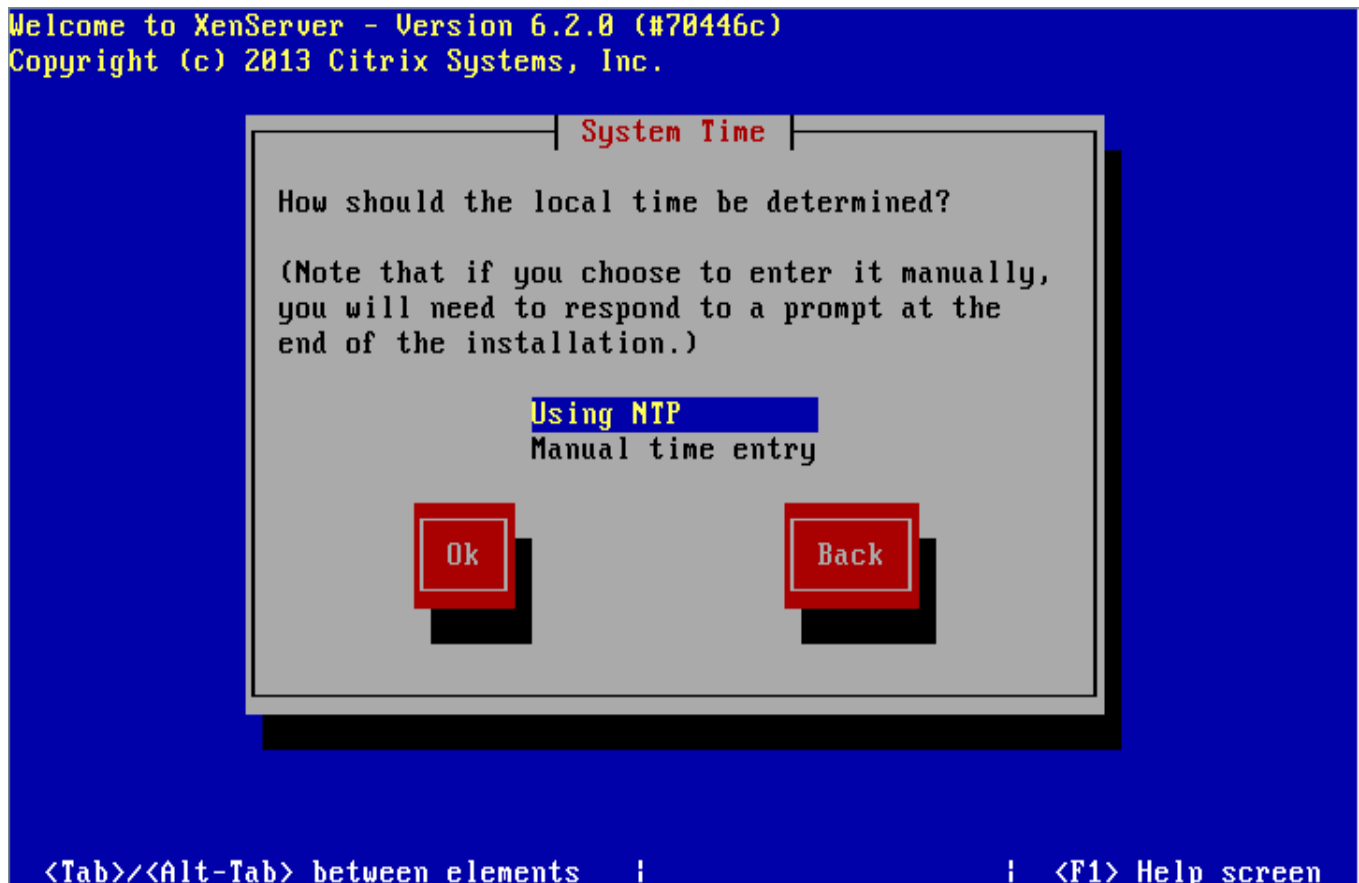 Welcome to XenServer - Version 6.2.0 (#70446c)
Copyright (c) 2013 Citrix Systems, Inc.
System Time
How should the local time be determined?
(Note that if you choose to enter it manually,
you will need to respond to a prompt at the
end of the installation.)
Using NTP
Manual time entry
Ok Back
<Tab>/<Alt-Tab> between elements | | <F1> Help screen